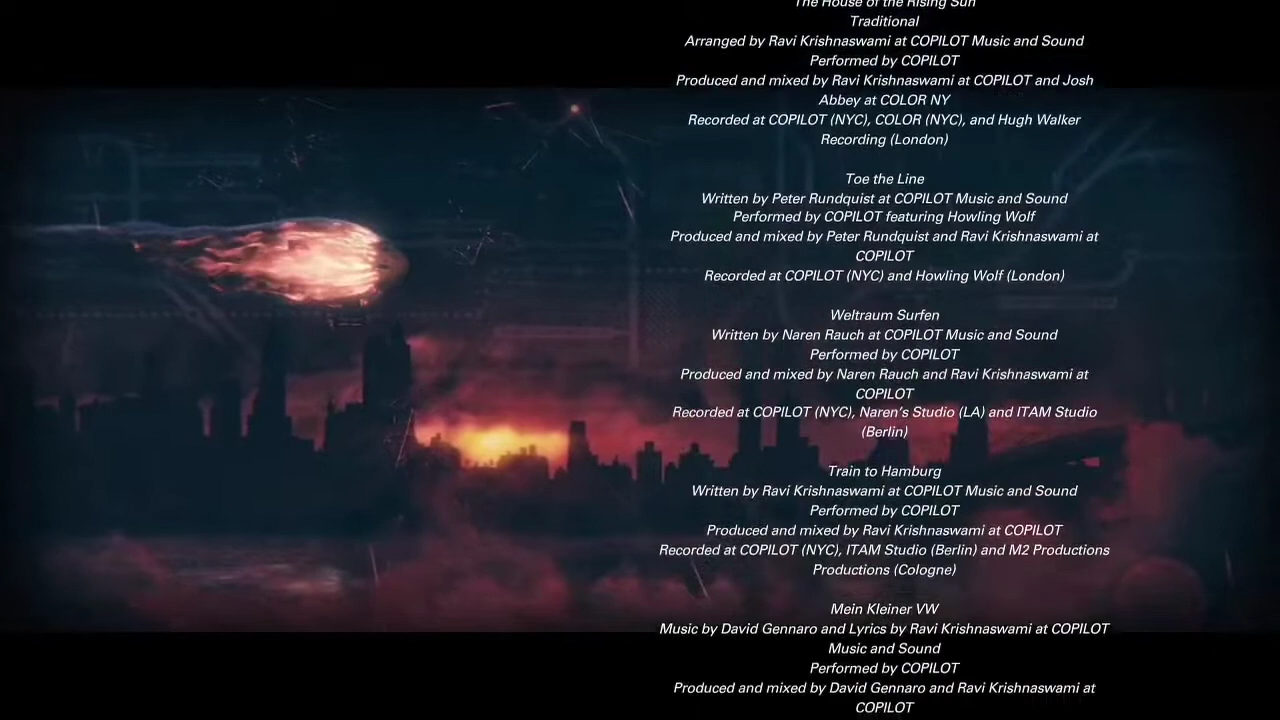 The House of the Rising Sun
Traditional
Arranged by Ravi Krishnaswami at COPILOT Music and Sound
Performed by COPILOT
Produced and mixed by Ravi Krishnaswami at COPILOT and Josh
Abbey at COLOR NY
Recorded at COPILOT (NYC), COLOR (NYC), and Hugh Walker
Recording (London)
Toe the Line
Written by Peter Rundquist at COPILOT Music and Sound
Performed by COPILOT featuring Howling Wolf
Produced and mixed by Peter Rundquist and Ravi Krishnaswami at
COPILOT
Recorded at COPILOT (NYC) and Howling Wolf (London)
Weltraum Surfen
Written by Naren Rauch at COPILOT Music and Sound
Performed by COPILOT
Produced and mixed by Naren Rauch and Ravi Krishnaswami at
COPILOT
Recorded at COPILOT (NYC), Naren's Studio (LA) and ITAM Studio
(Berlin)
Train to Hamburg
Written by Ravi Krishnaswami at COPILOT Music and Sound
Performed by COPILOT
Produced and mixed by Ravi Krishnaswami at COPILOT
Recorded at COPILOT (NYC), ITAM Studio (Berlin) and M2 Productions
Productions (Cologne)
Mein Kleiner VW
Music by David Gennaro and Lyrics by Ravi Krishnaswami at COPILOT
Music and Sound
Performed by COPILOT
Produced and mixed by David Gennaro and Ravi Krishnaswami at
COPILOT